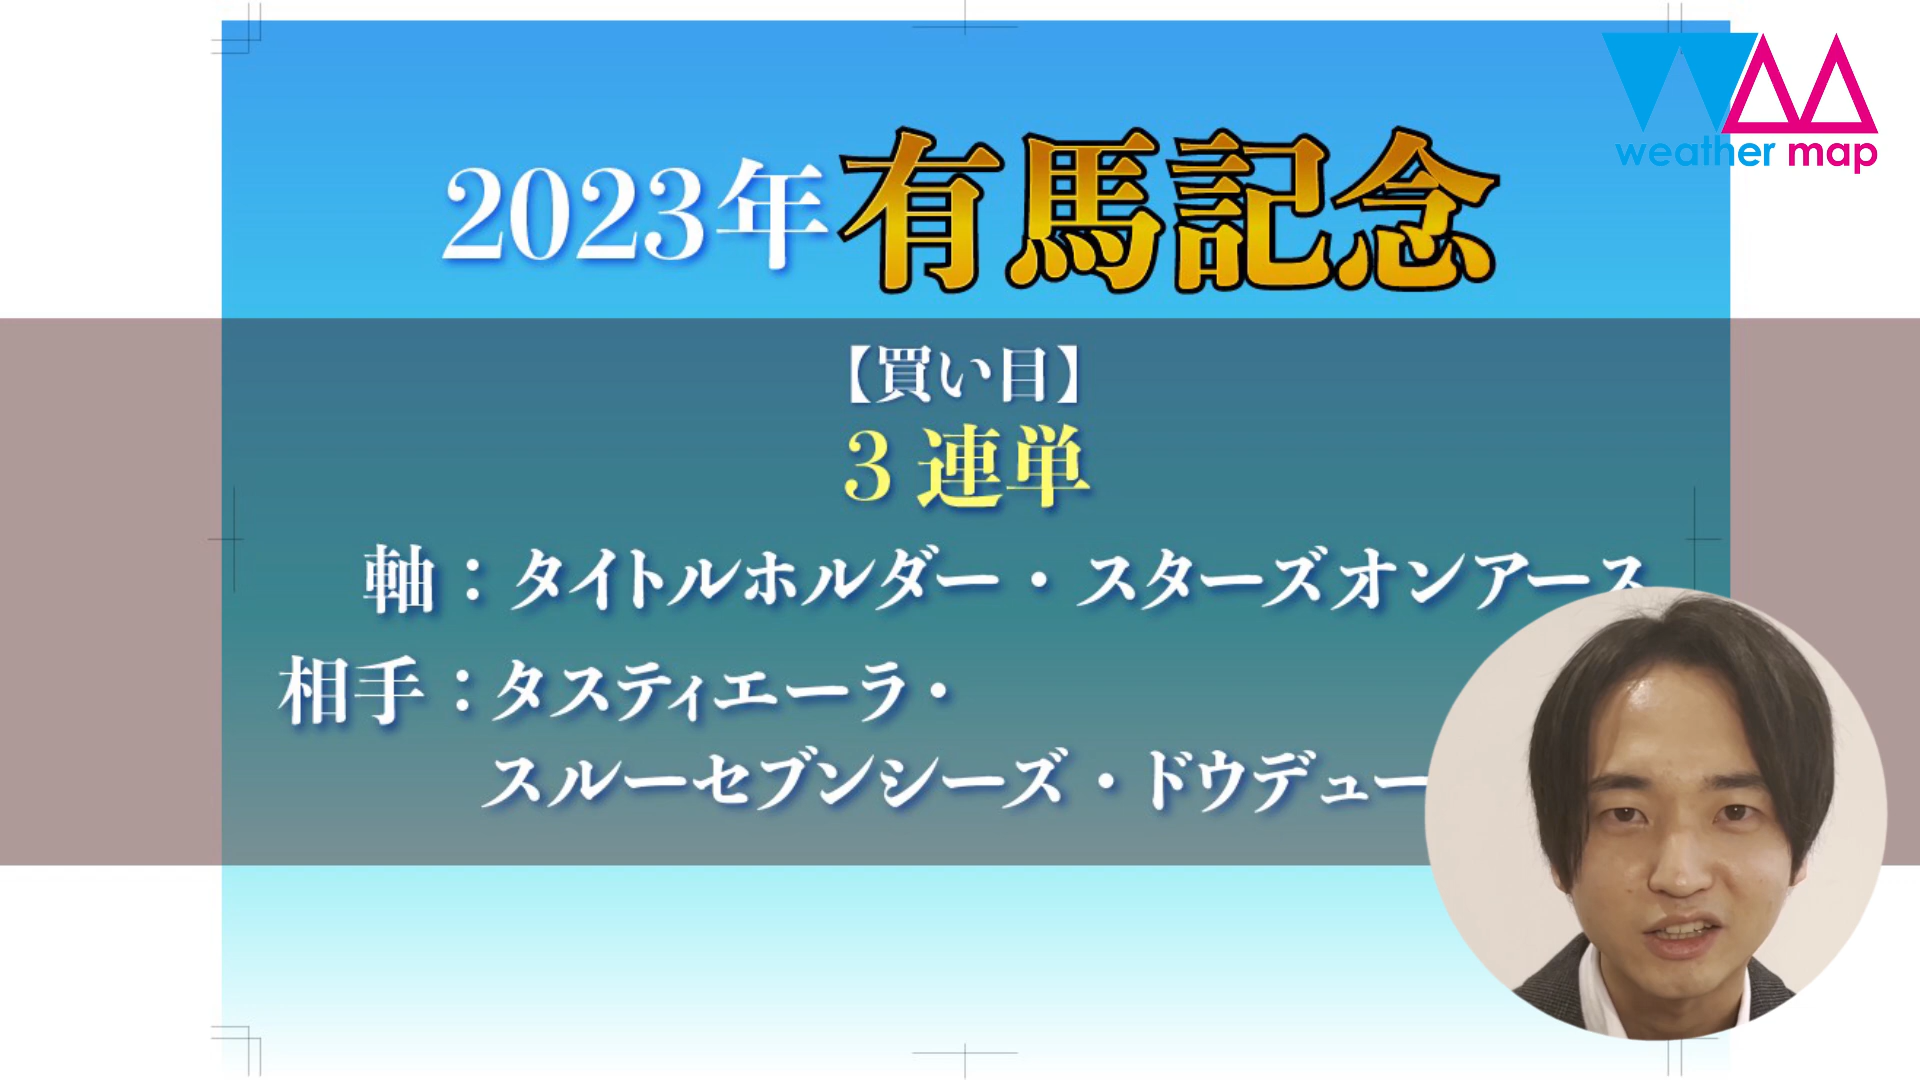 weather map
2023年有馬記念
【買い目】
３連単
軸：タイトルホルダー・スターズオンアース
相手：タスティエーラ・
スルーセブンシーズ・ドウデュー